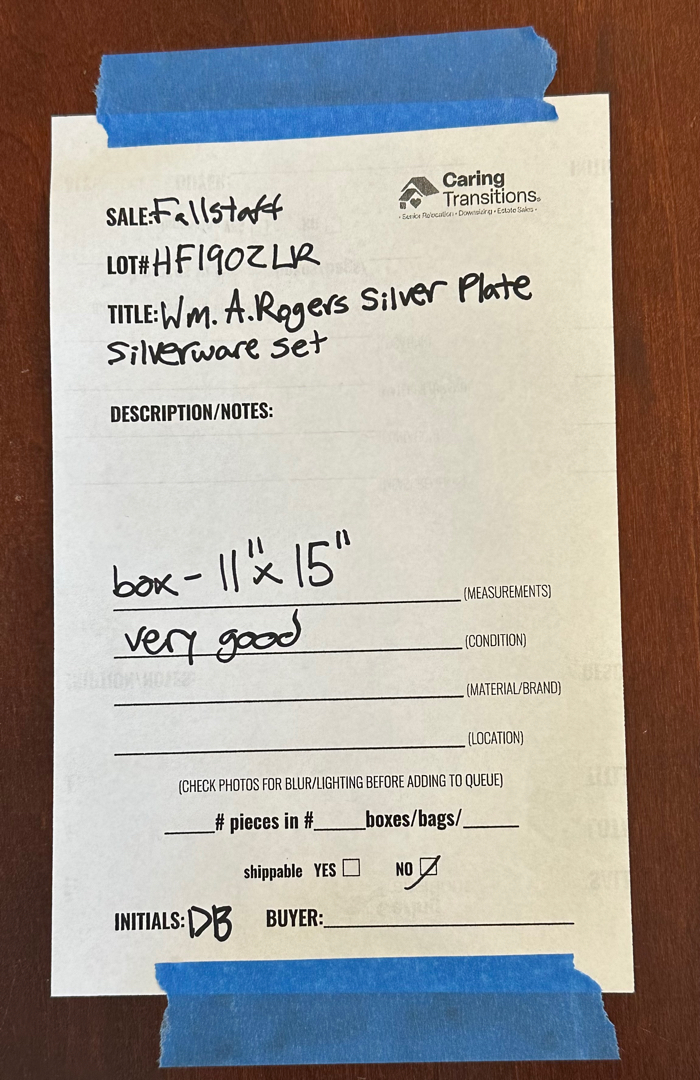 Caring
Transitions®
• Senior Relocation • Downsizing • Estate Sales •
SALE: Fallstaff
LOT# HF1902LR
TITLE: Wm. A. Rogers Silver Plate
Silverware set
DESCRIPTION/NOTES:
box - 11" x 15" (MEASUREMENTS)
very good (CONDITION)
(MATERIAL/BRAND)
(LOCATION)
(CHECK PHOTOS FOR BLUR/LIGHTING BEFORE ADDING TO QUEUE)
# pieces in # boxes/bags/
shippable YES ☐ NO ☑
INITIALS: DB BUYER: